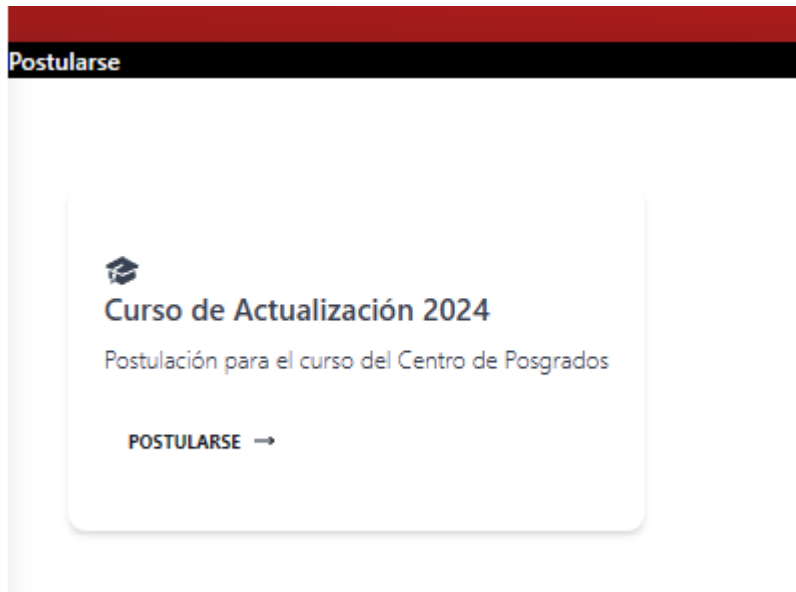 Postularse
Curso de Actualización 2024
Postulación para el curso del Centro de Posgrados
POSTULARSE →